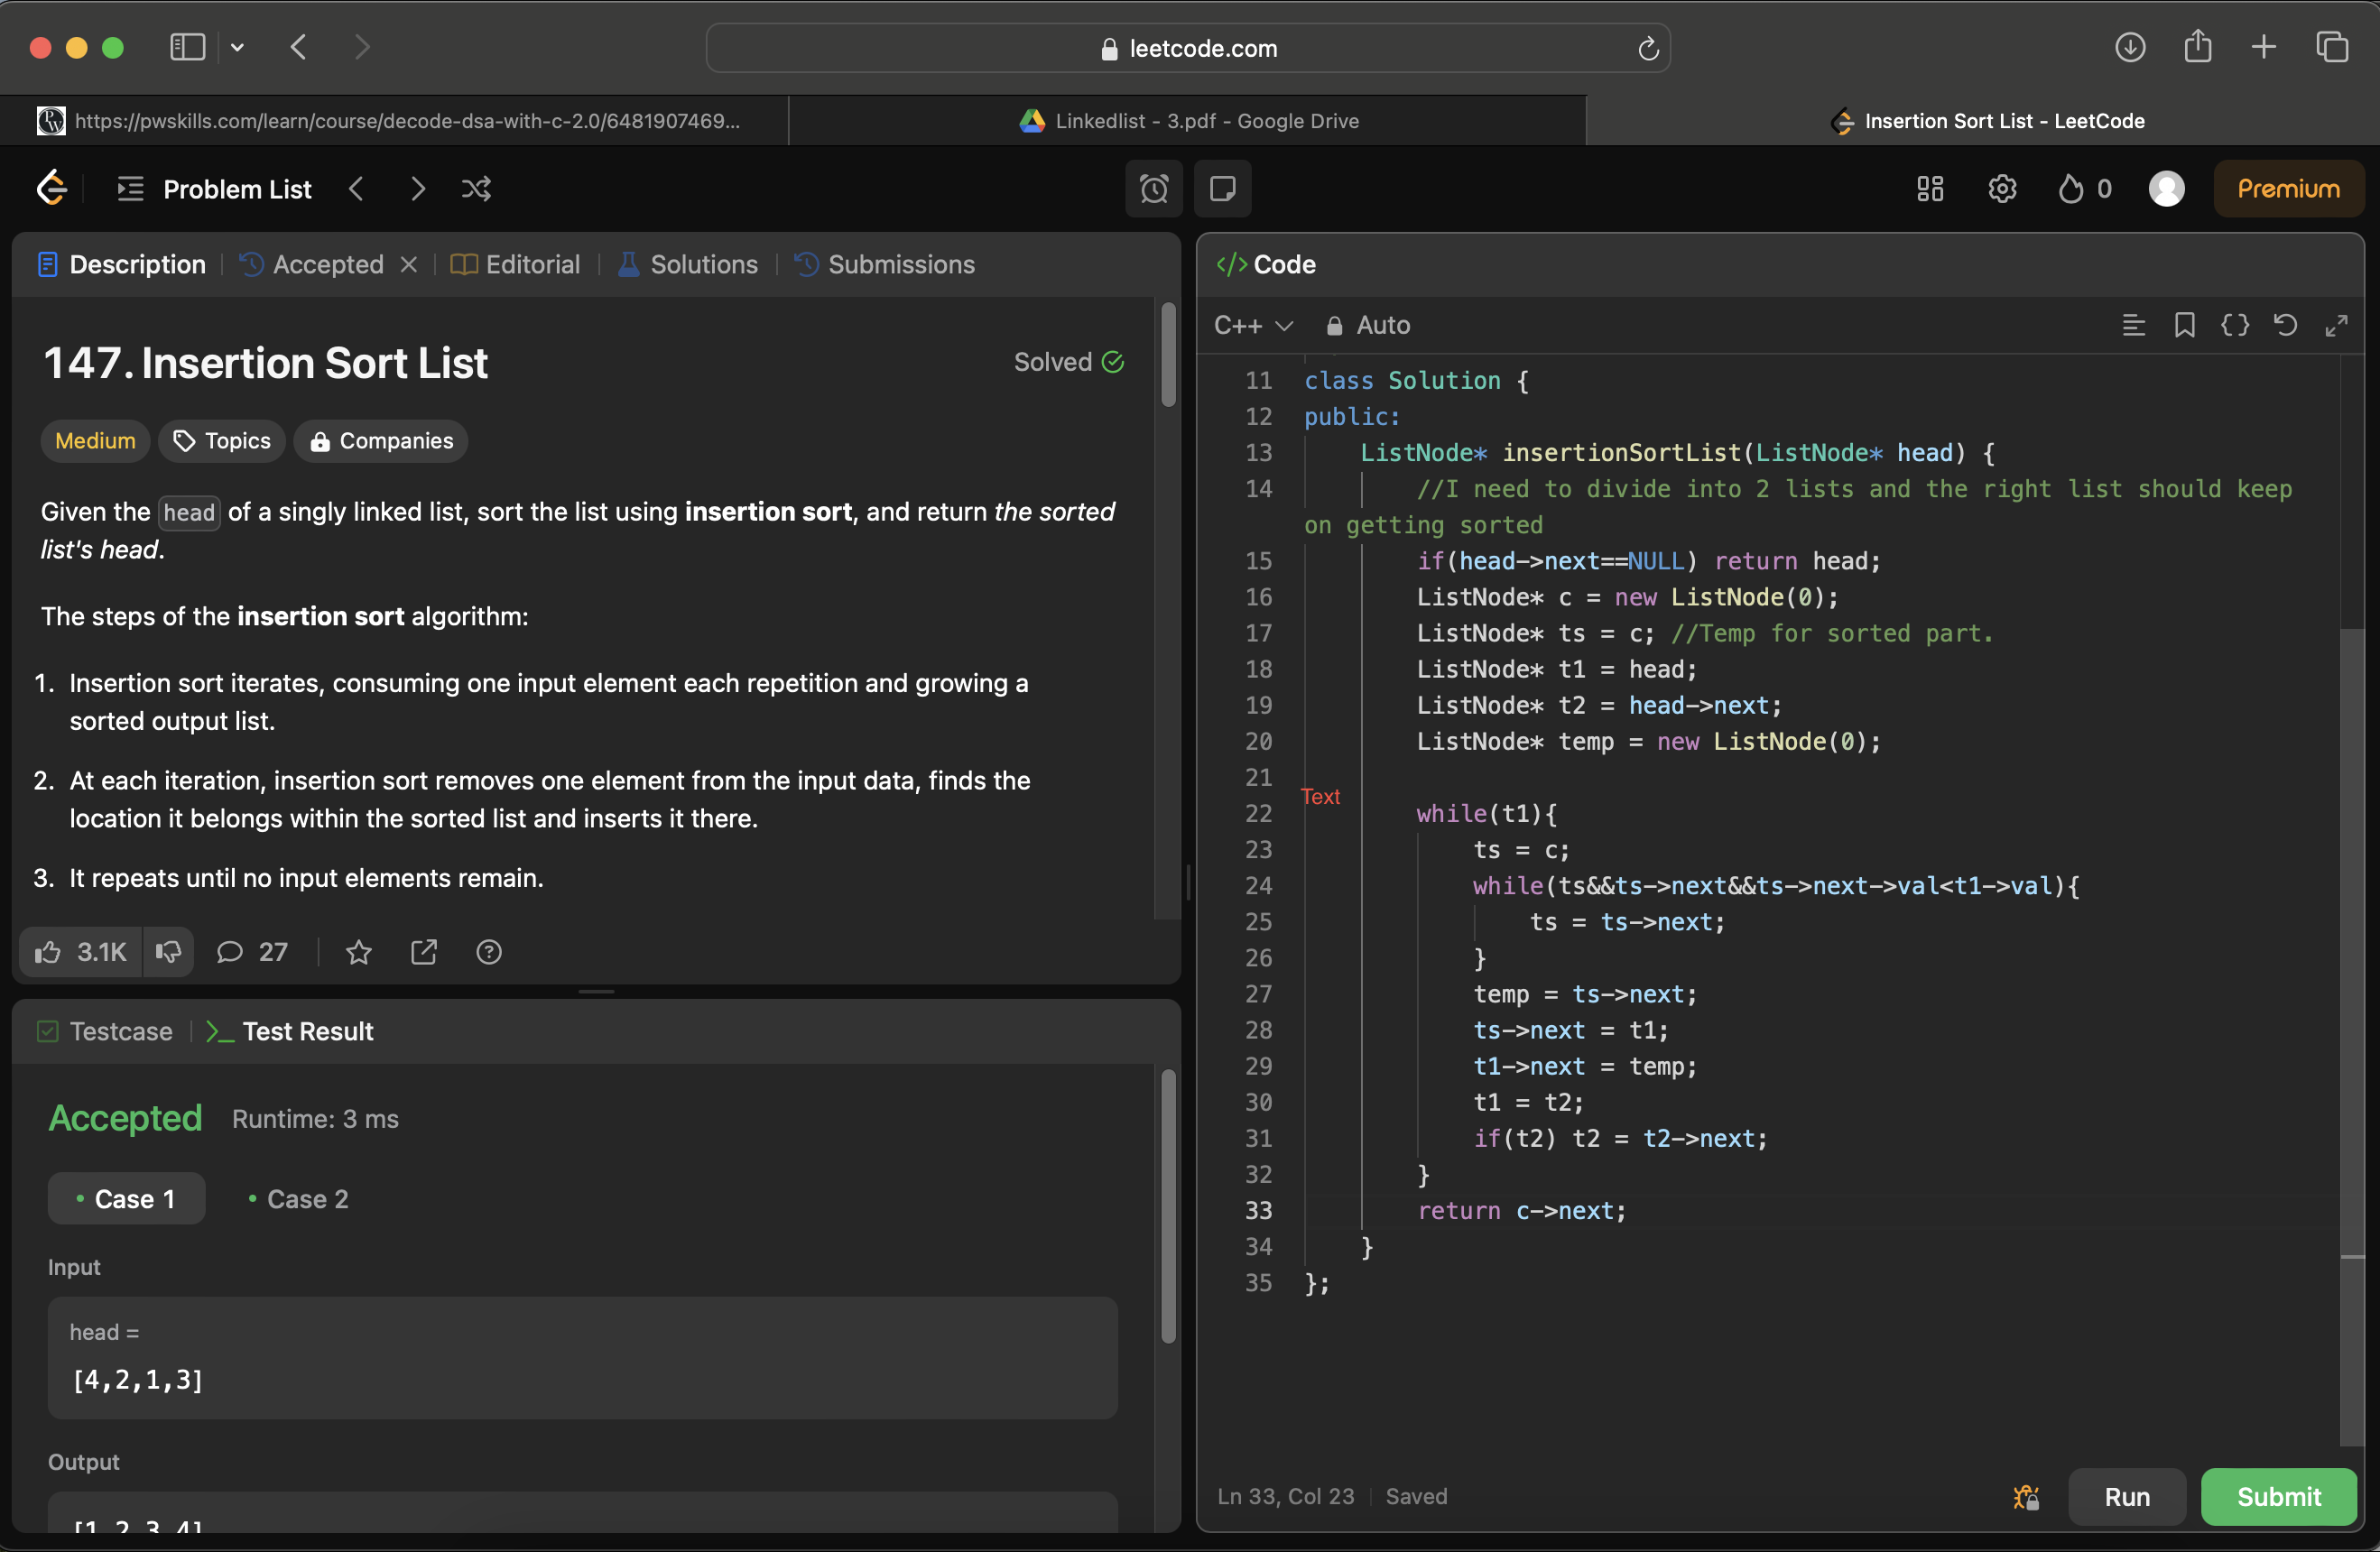 leetcode.com
https://pwskills.com/learn/course/decode-dsa-with-c-2.0/6481907469...
Linkedlist - 3.pdf - Google Drive
Insertion Sort List - LeetCode
Problem List
0
Premium
Description
Accepted
Editorial
Solutions
Submissions
147. Insertion Sort List
Solved
Medium
Topics
Companies
Given the head of a singly linked list, sort the list using insertion sort, and return the sorted
list's head.
The steps of the insertion sort algorithm:
1. Insertion sort iterates, consuming one input element each repetition and growing a
sorted output list.
2. At each iteration, insertion sort removes one element from the input data, finds the
location it belongs within the sorted list and inserts it there.
3. It repeats until no input elements remain.
3.1K
27
Testcase
Test Result
Accepted
Runtime: 3 ms
Case 1
Case 2
Input
head =
[4,2,1,3]
Output
[1,2,3,4]
</> Code
C++
Auto
11 class Solution {
12 public:
13 ListNode* insertionSortList(ListNode* head) {
14 //I need to divide into 2 lists and the right list should keep
on getting sorted
15 if(head->next==NULL) return head;
16 ListNode* c = new ListNode(0);
17 ListNode* ts = c; //Temp for sorted part.
18 ListNode* t1 = head;
19 ListNode* t2 = head->next;
20 ListNode* temp = new ListNode(0);
21
Text
22 while(t1){
23 ts = c;
24 while(ts&&ts->next&&ts->next->val<t1->val){
25 ts = ts->next;
26 }
27 temp = ts->next;
28 ts->next = t1;
29 t1->next = temp;
30 t1 = t2;
31 if(t2) t2 = t2->next;
32 }
33 return c->next;
34 }
35 };
Ln 33, Col 23
Saved
Run
Submit